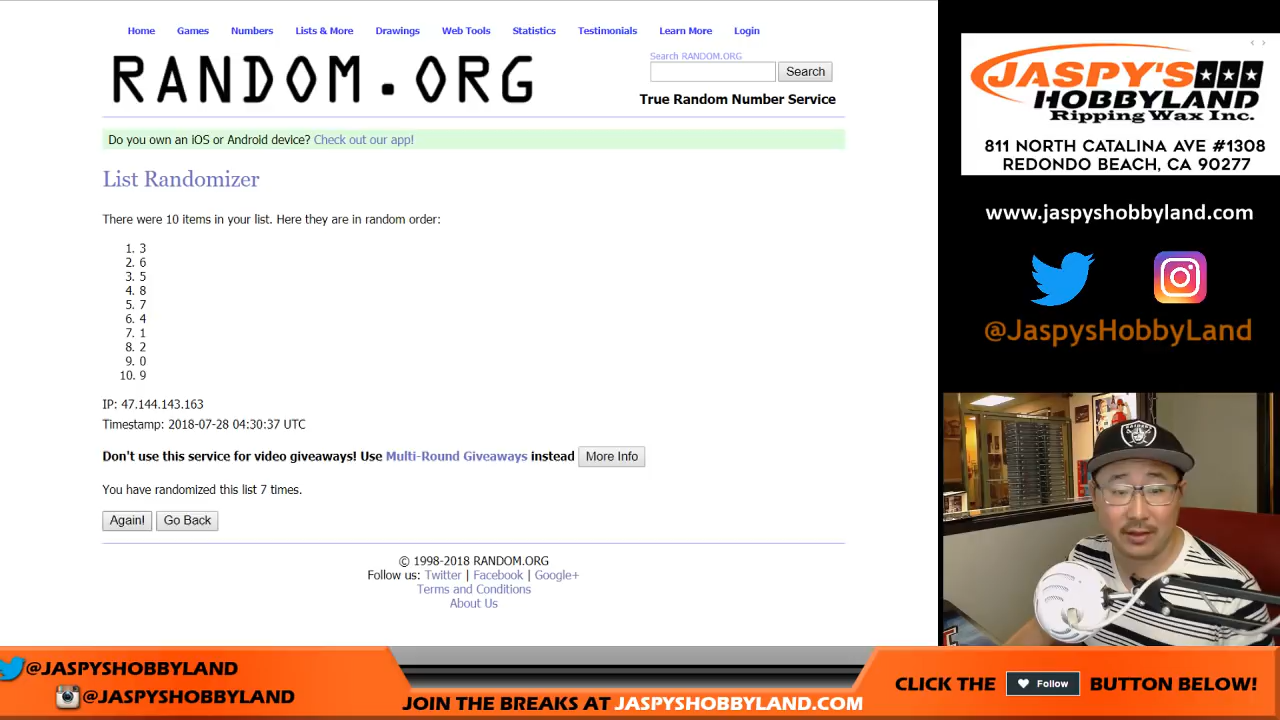 Home Games Numbers Lists & More Drawings Web Tools Statistics Testimonials Learn More Login
RANDOM.ORG
Search RANDOM.ORG
Search
True Random Number Service
Do you own an iOS or Android device? Check out our app!
List Randomizer
There were 10 items in your list. Here they are in random order:
1. 3
2. 6
3. 5
4. 8
5. 7
6. 4
7. 1
8. 2
9. 0
10. 9
IP: 47.144.143.163
Timestamp: 2018-07-28 04:30:37 UTC
Don't use this service for video giveaways! Use Multi-Round Giveaways instead More Info
You have randomized this list 7 times.
Again! Go Back
© 1998-2018 RANDOM.ORG
Follow us: Twitter | Facebook | Google+
Terms and Conditions
About Us
JASPY'S
HOBBYLAND
Ripping Wax Inc.
811 NORTH CATALINA AVE #1308
REDONDO BEACH, CA 90277
www.jaspyshobbyland.com
@JaspysHobbyLand
@JASPYSHOBBYLAND
@JASPYSHOBBYLAND
JOIN THE BREAKS AT JASPYSHOBBYLAND.COM
CLICK THE Follow BUTTON BELOW!